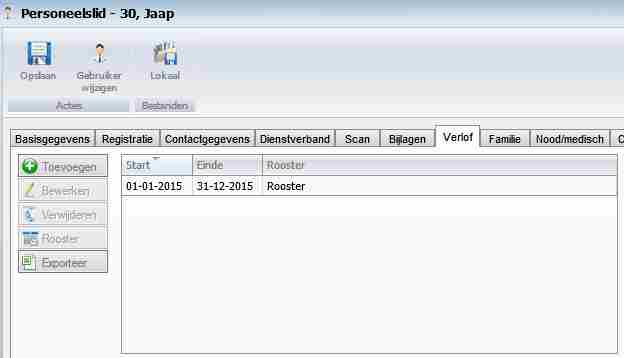 Personeelslid - 30, Jaap
Opslaan Gebruiker wijzigen Lokaal
Acties Bestanden
Basisgegevens Registratie Contactgegevens Dienstverband Scan Bijlagen Verlof Familie Nood/medisch C
Toevoegen
Bewerken
Verwijderen
Rooster
Exporteer
Start Einde Rooster
01-01-2015 31-12-2015 Rooster